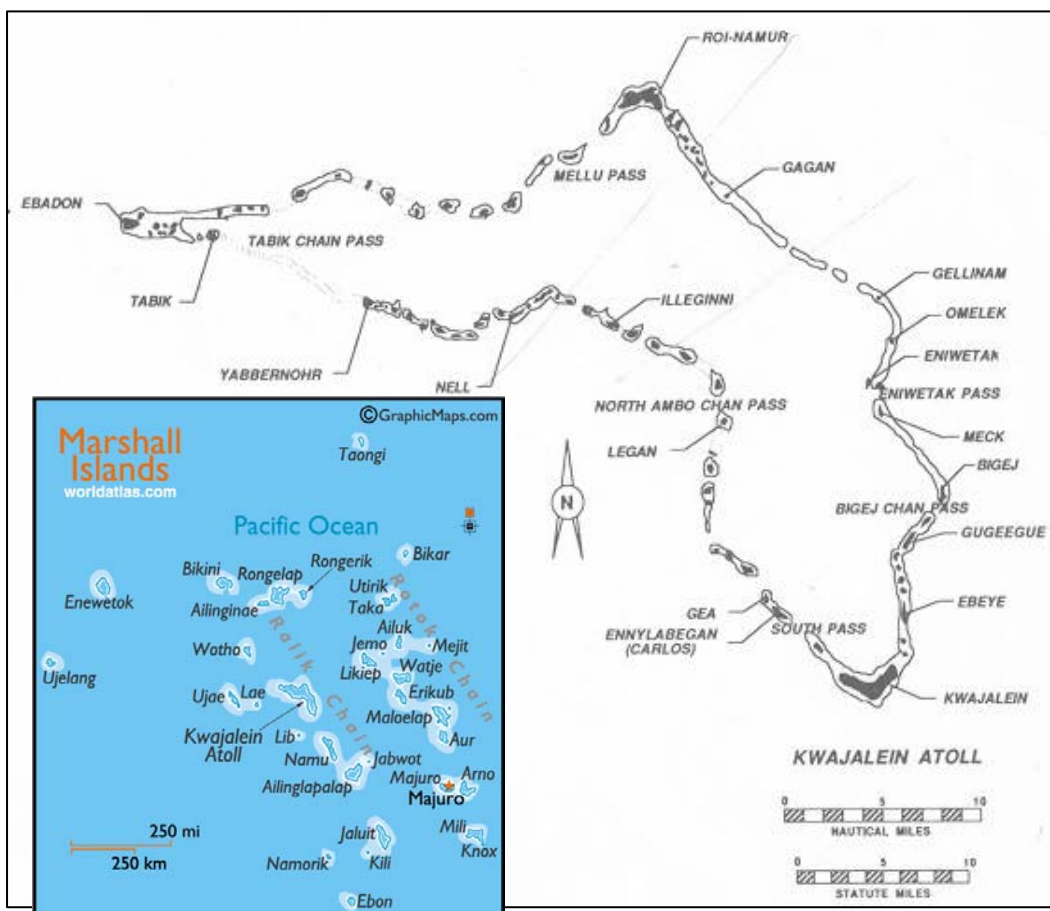 ROI-NAMUR
MELLU PASS
GAGAN
EBADON
TABIK CHAIN PASS
TABIK
GELLINAM
ILLEGINNI
OMELEK
ENIWETAN
YABBERNOHR
NELL
ENIWETAK PASS
NORTH AMBO CHAN PASS
MECK
LEGAN
BIGEJ
N
BIGEJ CHAN PASS
GUGEEGUE
GEA
EBEYE
ENNYLABEGAN
(CARLOS)
SOUTH PASS
KWAJALEIN
KWAJALEIN ATOLL
0 5 10
NAUTICAL MILES
0 5 10
STATUTE MILES
©GraphicMaps.com
Marshall
Islands
worldatlas.com
Taongi
Pacific Ocean
Bikar
Rongerik
Bikini
Rongelap
Utirik
Enewetok
Ailinginae
Taka
Ratok Chain
Ralik Chain
Ailuk
Jemo
Mejit
Wotho
Likiep
Watje
Ujelang
Ujae
Lae
Erikub
Maloelap
Kwajalein
Atoll
Lib
Aur
Namu
Jabwot
Ailinglapalap
Majuro
Arno
Majuro
250 mi
250 km
Jaluit
Mili
Knox
Namorik
Kili
Ebon